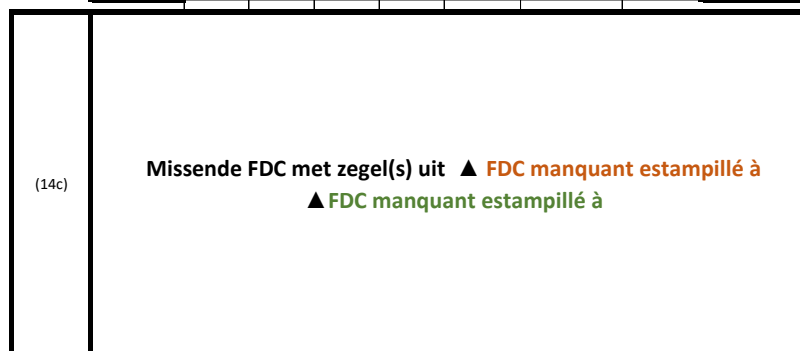 (14c)
Missende FDC met zegel(s) uit ▲ FDC manquant estampillé à
▲FDC manquant estampillé à